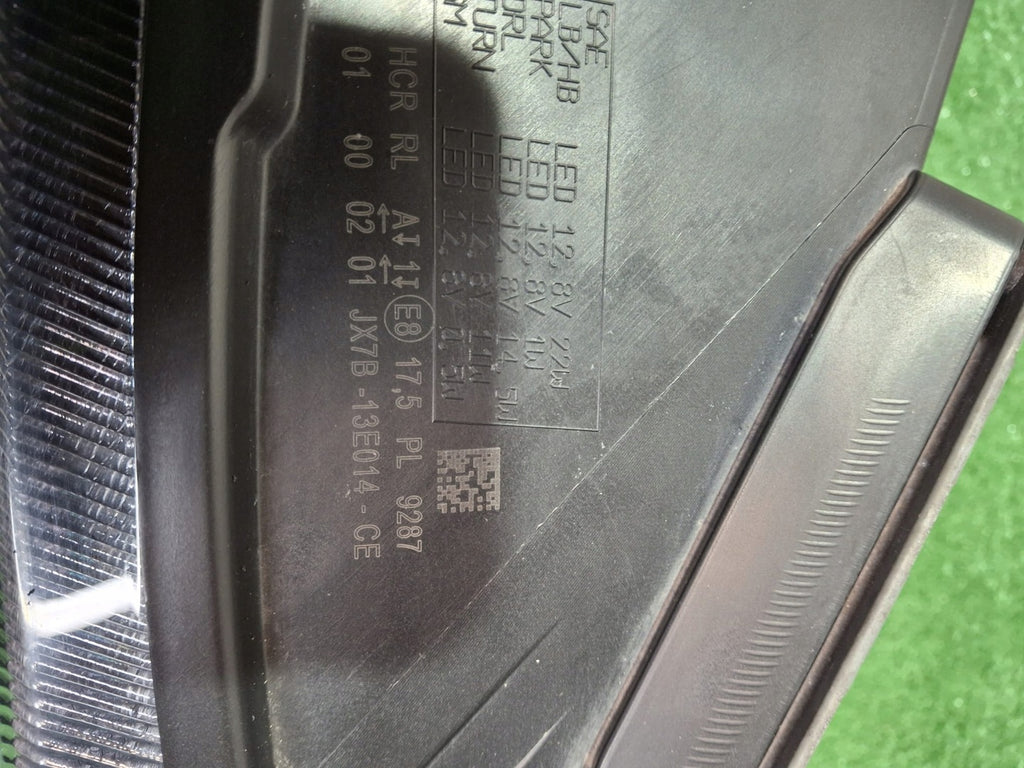 SAE
LB/HB LED 12.8V 22W
PARK LED 12.8V 1W
DRL LED 12.8V 14.5W
TURN LED 12.8V 11W
SM LED 12.8V 0.5W
HCR RL A 1 E8 17,5 PL 9287
01 00 02 01 JX7B-13E014-CE